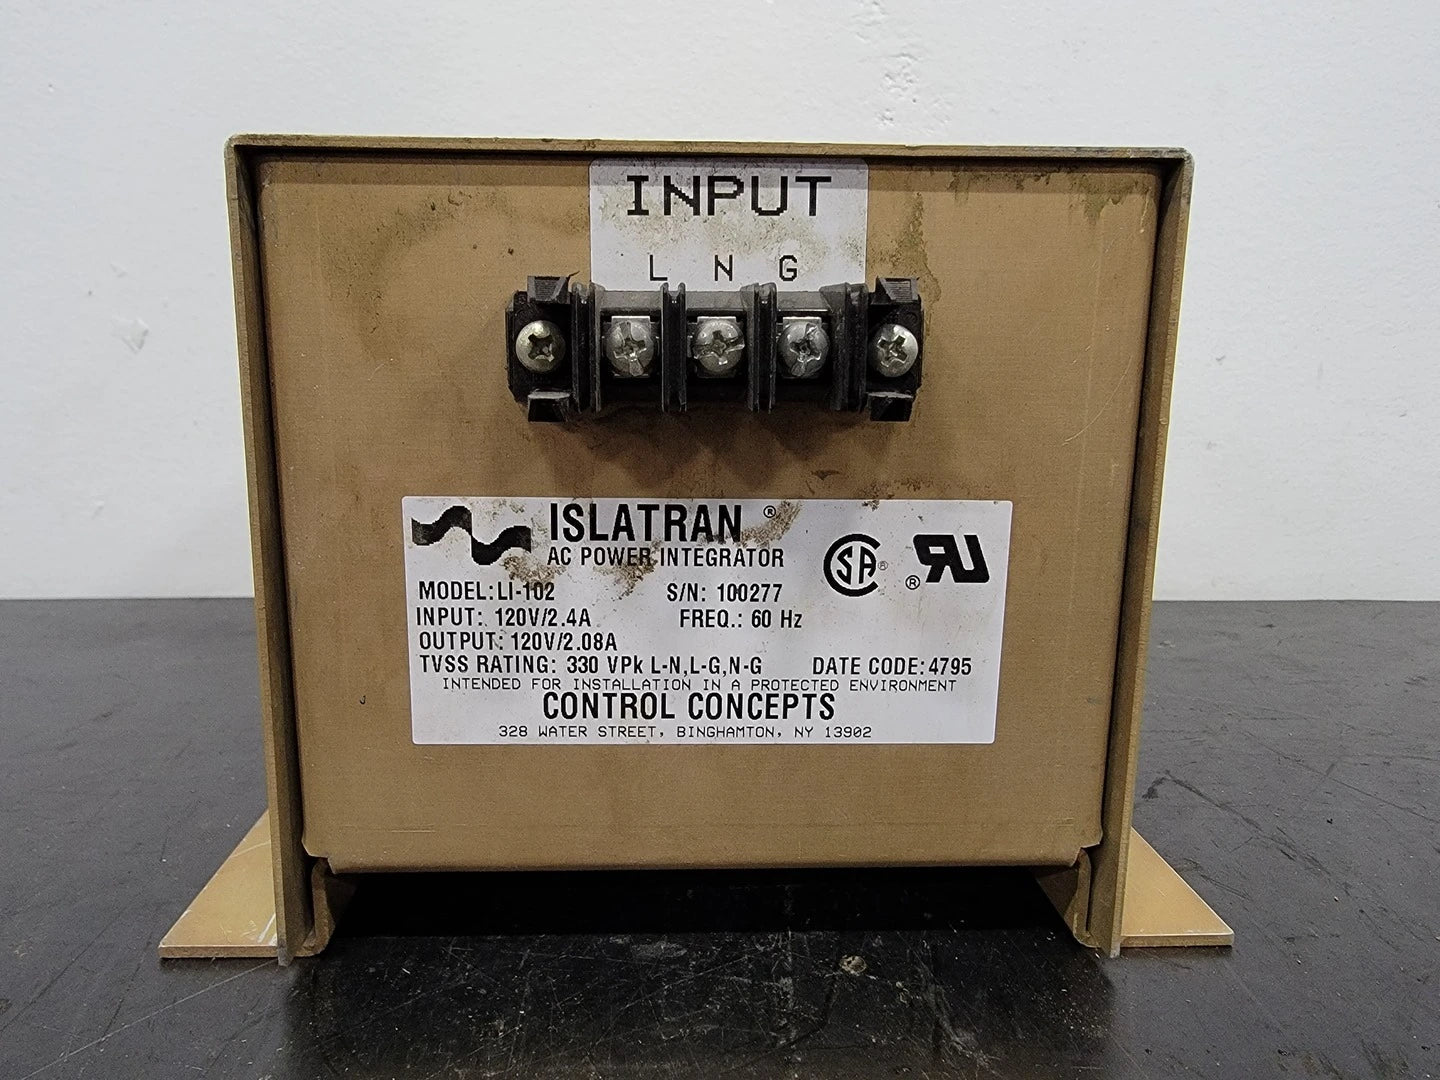 INPUT
L N G
ISLATRAN ®
AC POWER INTEGRATOR
SA ® ® RU
MODEL: LI-102 S/N: 100277
INPUT: 120V/2.4A FREQ.: 60 Hz
OUTPUT: 120V/2.08A
TVSS RATING: 330 VPk L-N,L-G,N-G DATE CODE: 4795
INTENDED FOR INSTALLATION IN A PROTECTED ENVIRONMENT
CONTROL CONCEPTS
328 WATER STREET, BINGHAMTON, NY 13902